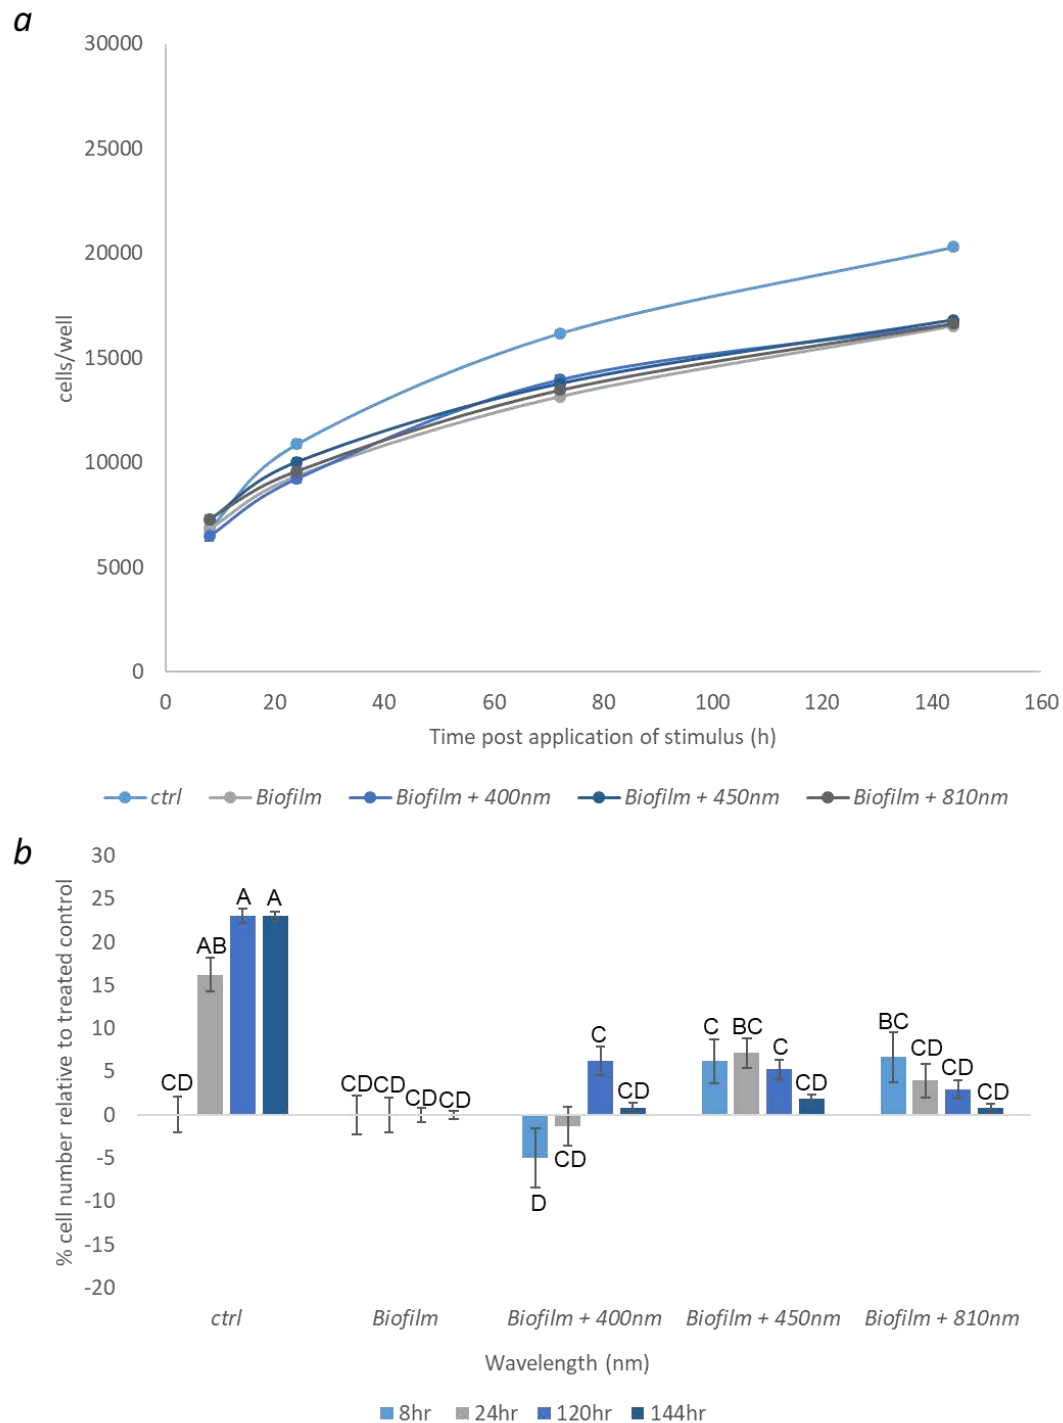 a
30000
25000
20000
15000
10000
5000
0
cells/well
0 20 40 60 80 100 120 140 160
Time post application of stimulus (h)
ctrl Biofilm Biofilm + 400nm Biofilm + 450nm Biofilm + 810nm
b
30
25
20
15
10
5
0
-5
-10
-15
-20
% cell number relative to treated control
CD AB A A
CD CD CD CD
D CD C CD
C BC C CD
BC CD CD CD
ctrl Biofilm Biofilm + 400nm Biofilm + 450nm Biofilm + 810nm
Wavelength (nm)
8hr 24hr 120hr 144hr